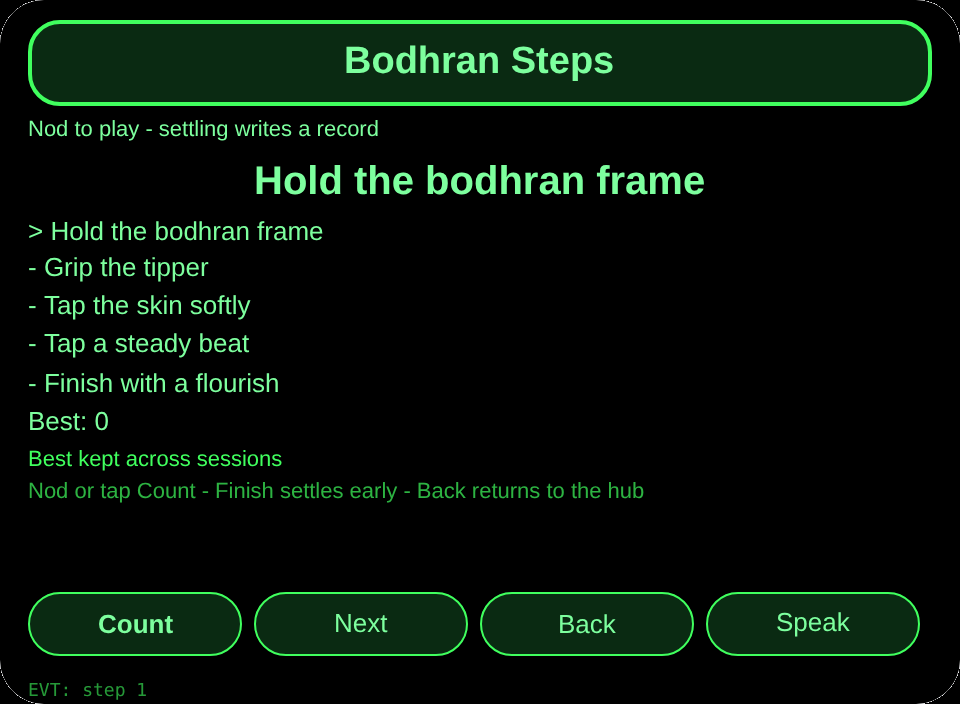 Bodhran Steps
Nod to play - settling writes a record
Hold the bodhran frame
> Hold the bodhran frame
- Grip the tipper
- Tap the skin softly
- Tap a steady beat
- Finish with a flourish
Best: 0
Best kept across sessions
Nod or tap Count - Finish settles early - Back returns to the hub
Count
Next
Back
Speak
EVT: step 1